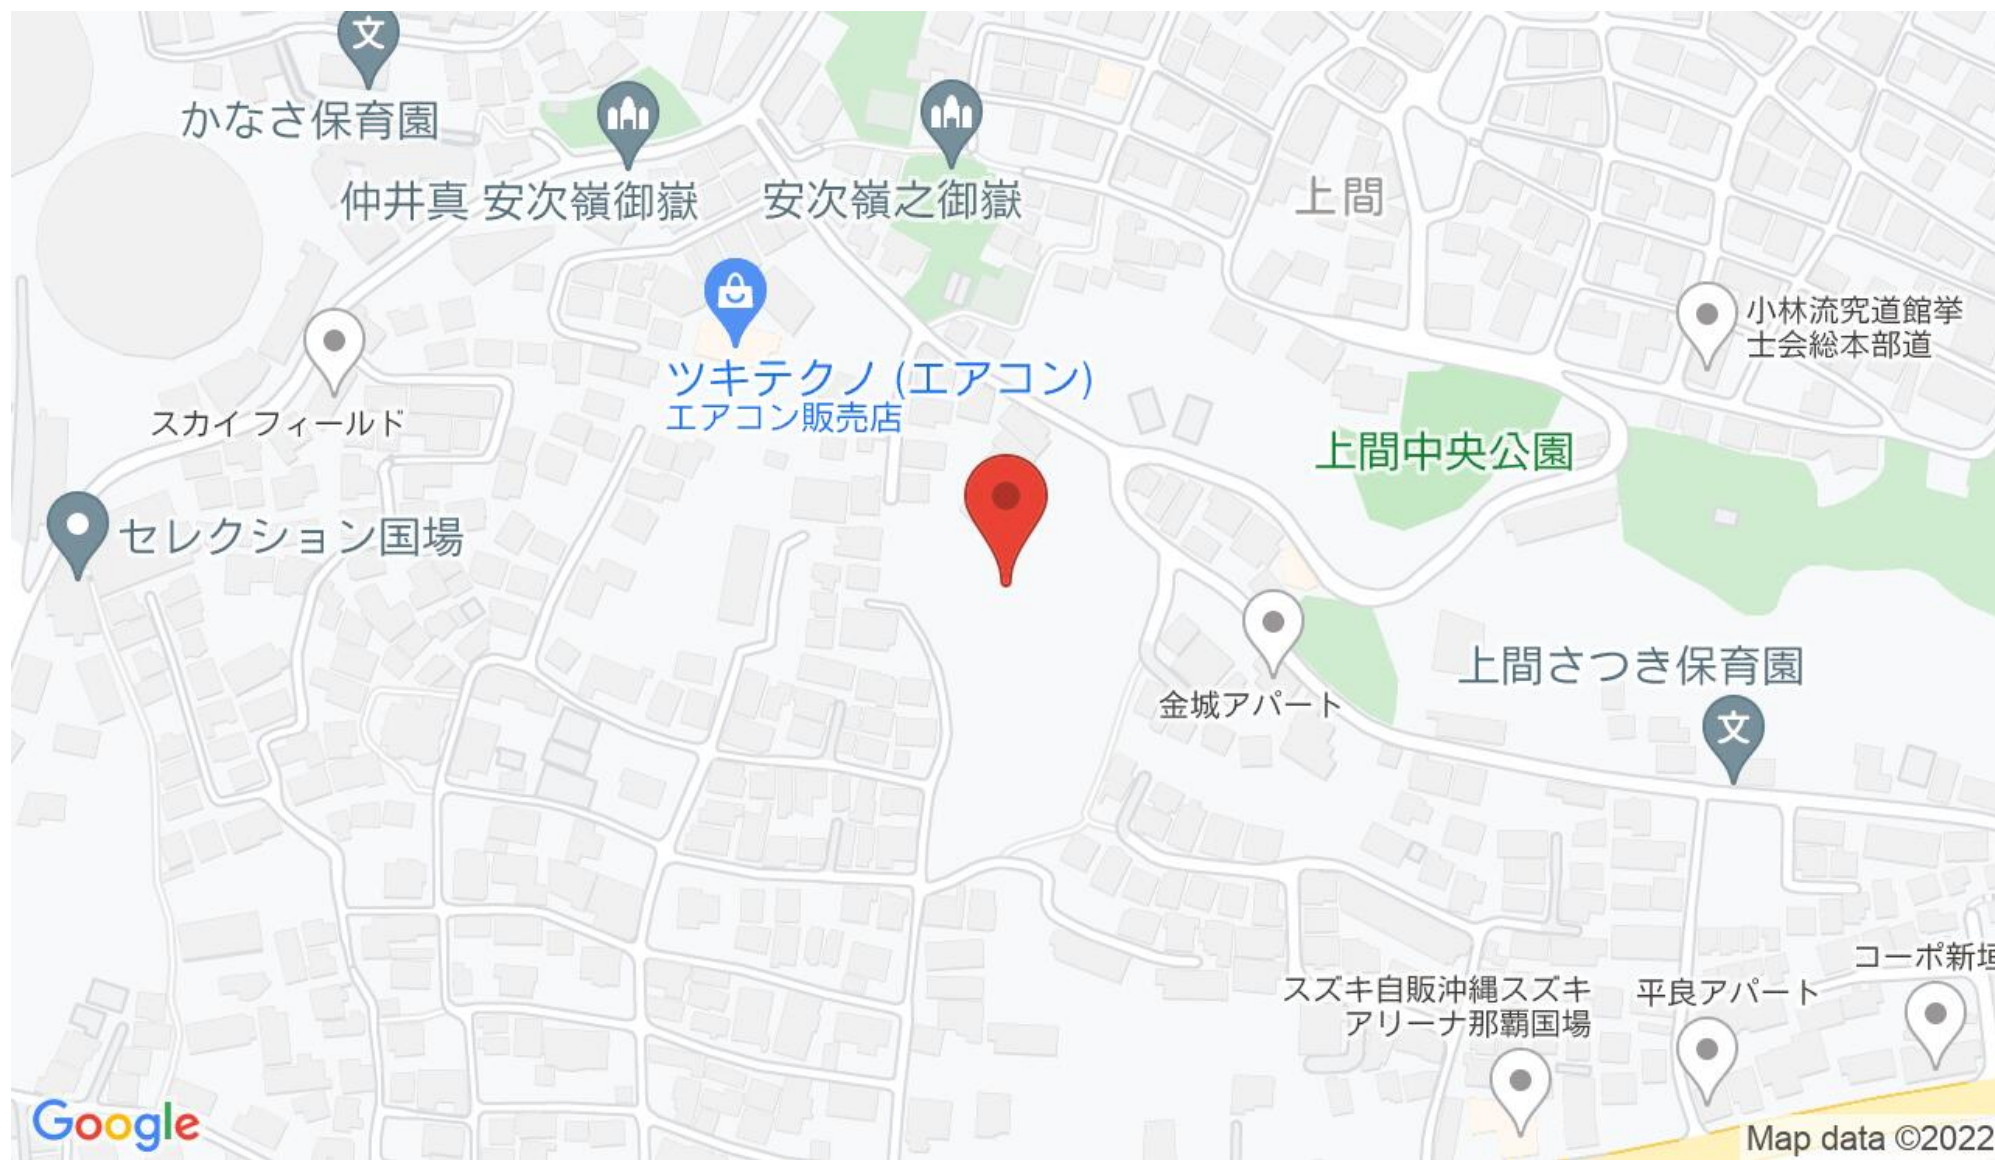 文
かなさ保育園
仲井真 安次嶺御嶽
安次嶺之御嶽
上間
ツキテクノ (エアコン)
エアコン販売店
小林流究道館挙
士会総本部道
スカイ フィールド
上間中央公園
セレクション国場
上間さつき保育園
文
金城アパート
コーポ新垣
スズキ自販沖縄スズキ
アリーナ那覇国場
平良アパート
Google
Map data ©2022